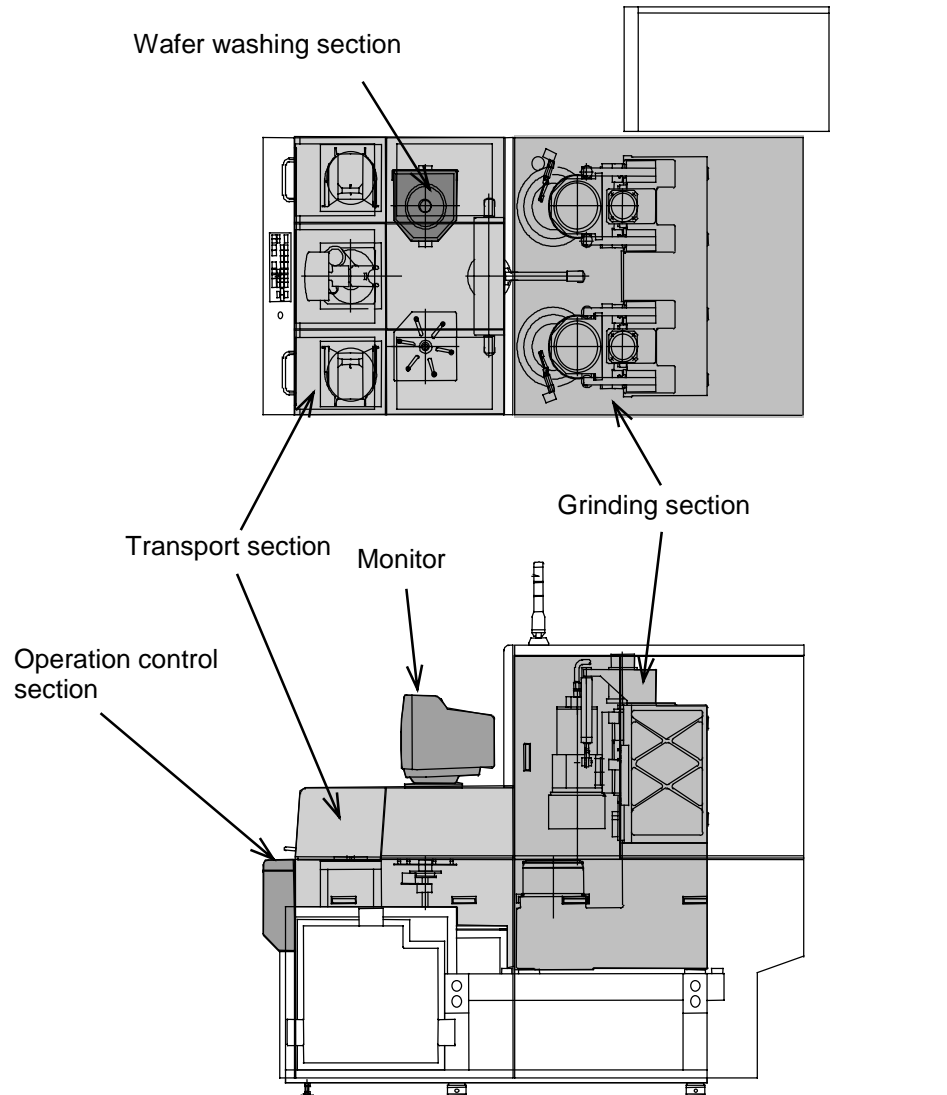 Wafer washing section
Grinding section
Transport section
Monitor
Operation control
section